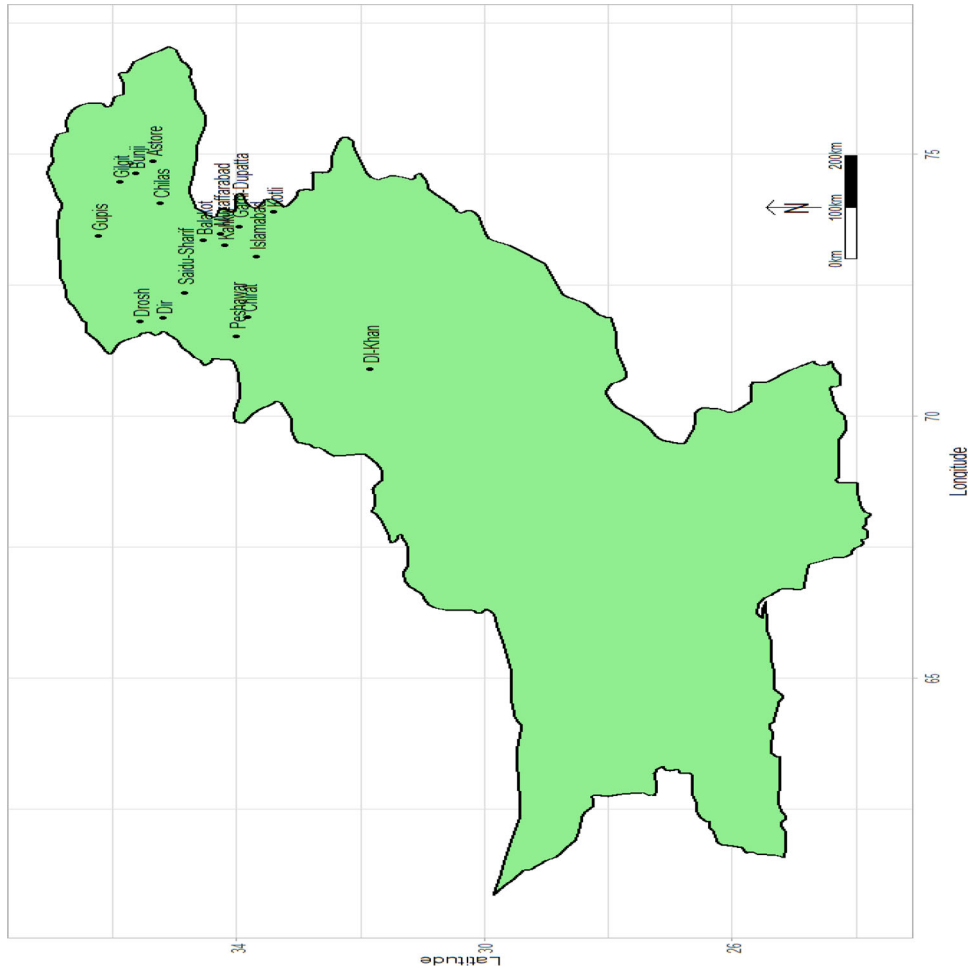 Gupis
Gilgit
Bunji
Astore
Chilas
Drosh
Dir
Saidu-Sharif
Balakot
Muzaffarabad
Garhi-Dupatta
Kotli
Islamabad
Peshawar
Chirat
DI-Khan
N
0km 100km 200km
34
30
26
Latitude
65
70
75
Longitude